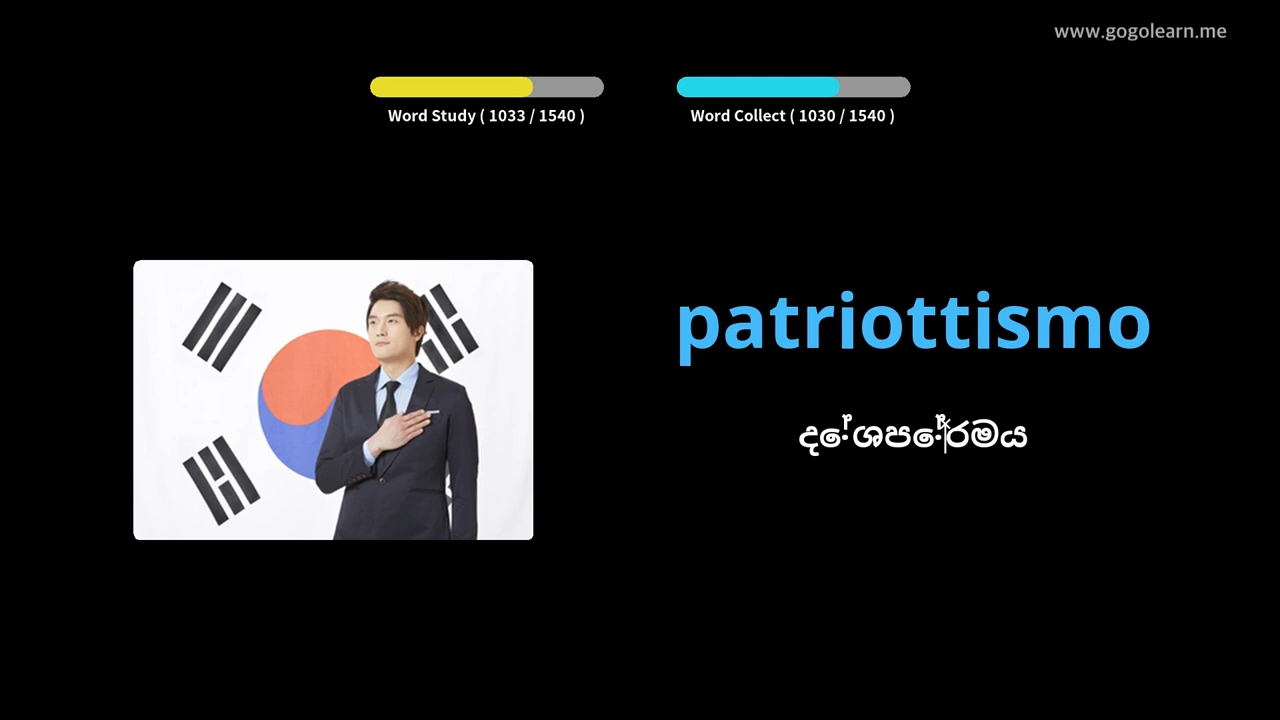 www.gogolearn.me
Word Study ( 1033 / 1540 )
Word Collect ( 1030 / 1540 )
patriottismo
දේශප්‍රේමය